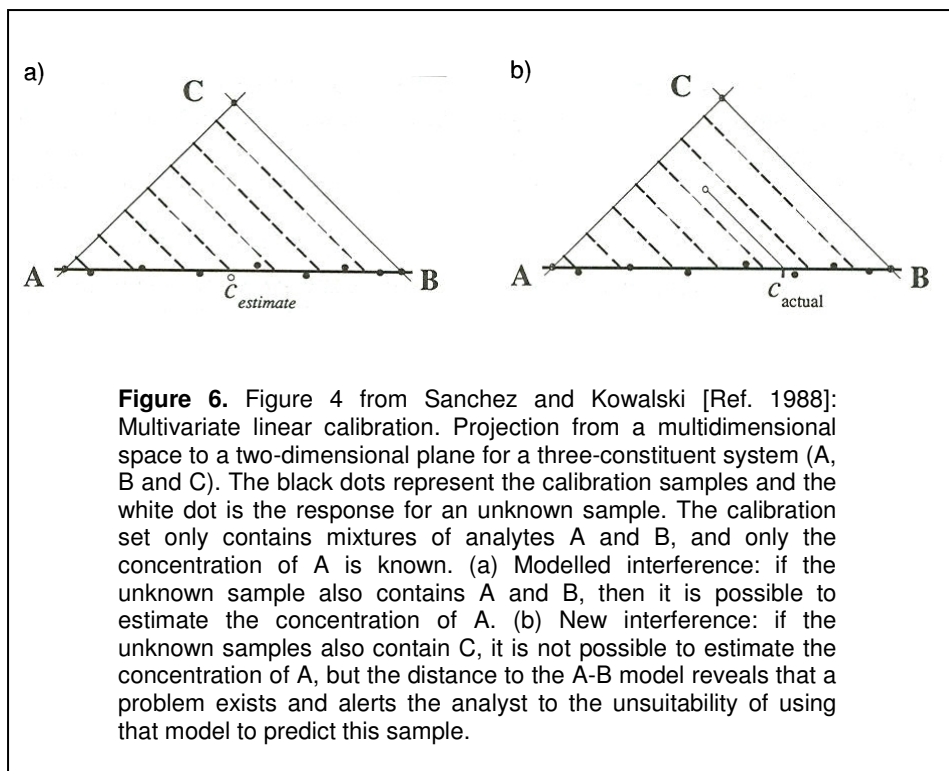 a)
b)
C
C
A
B
A
B
C estimate
C actual
Figure 6. Figure 4 from Sanchez and Kowalski [Ref. 1988]:
Multivariate linear calibration. Projection from a multidimensional
space to a two-dimensional plane for a three-constituent system (A,
B and C). The black dots represent the calibration samples and the
white dot is the response for an unknown sample. The calibration
set only contains mixtures of analytes A and B, and only the
concentration of A is known. (a) Modelled interference: if the
unknown sample also contains A and B, then it is possible to
estimate the concentration of A. (b) New interference: if the
unknown samples also contain C, it is not possible to estimate the
concentration of A, but the distance to the A-B model reveals that a
problem exists and alerts the analyst to the unsuitability of using
that model to predict this sample.